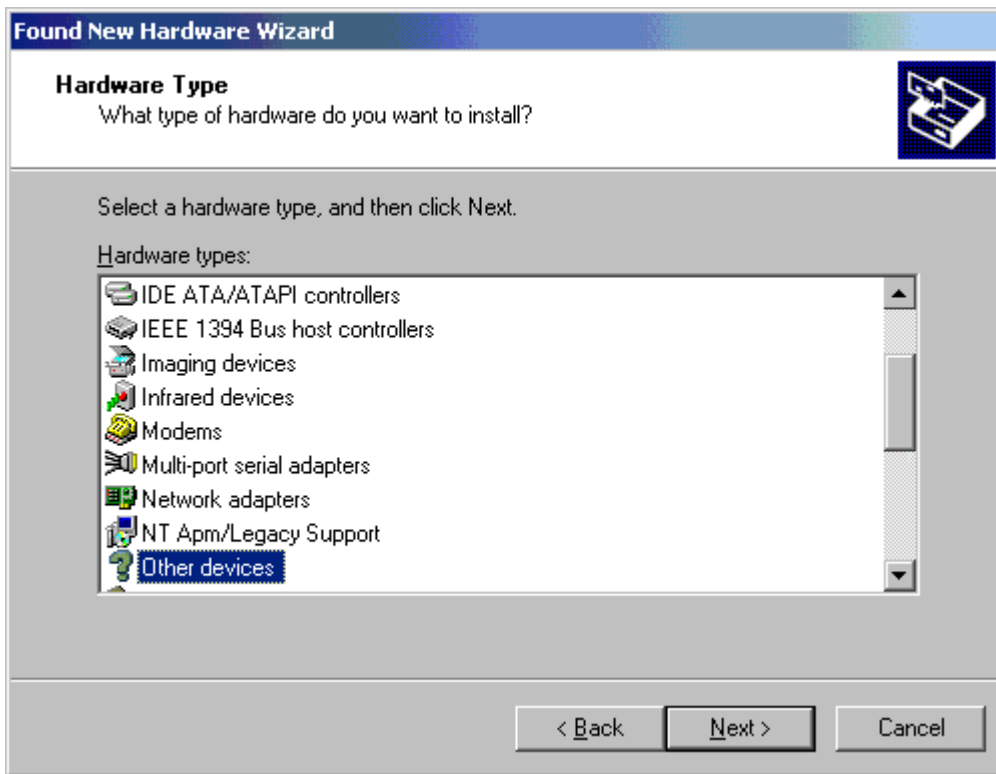 Found New Hardware Wizard
Hardware Type
What type of hardware do you want to install?
Select a hardware type, and then click Next.
Hardware types:
IDE ATA/ATAPI controllers
IEEE 1394 Bus host controllers
Imaging devices
Infrared devices
Modems
Multi-port serial adapters
Network adapters
NT Apm/Legacy Support
Other devices
< Back
Next >
Cancel